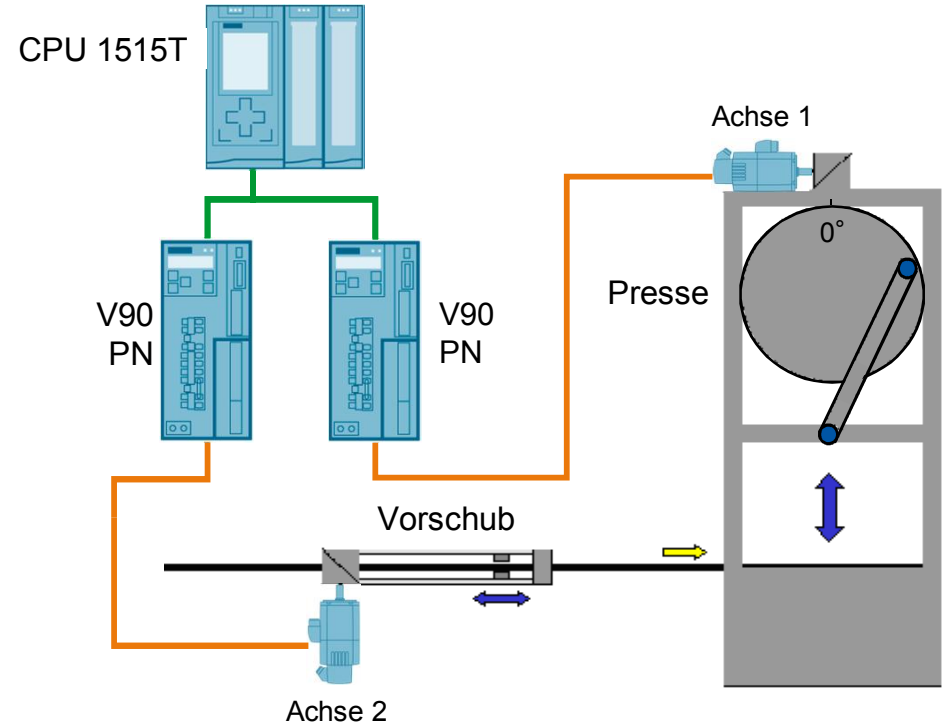 CPU 1515T
Achse 1
0°
Presse
V90
PN
V90
PN
Vorschub
Achse 2